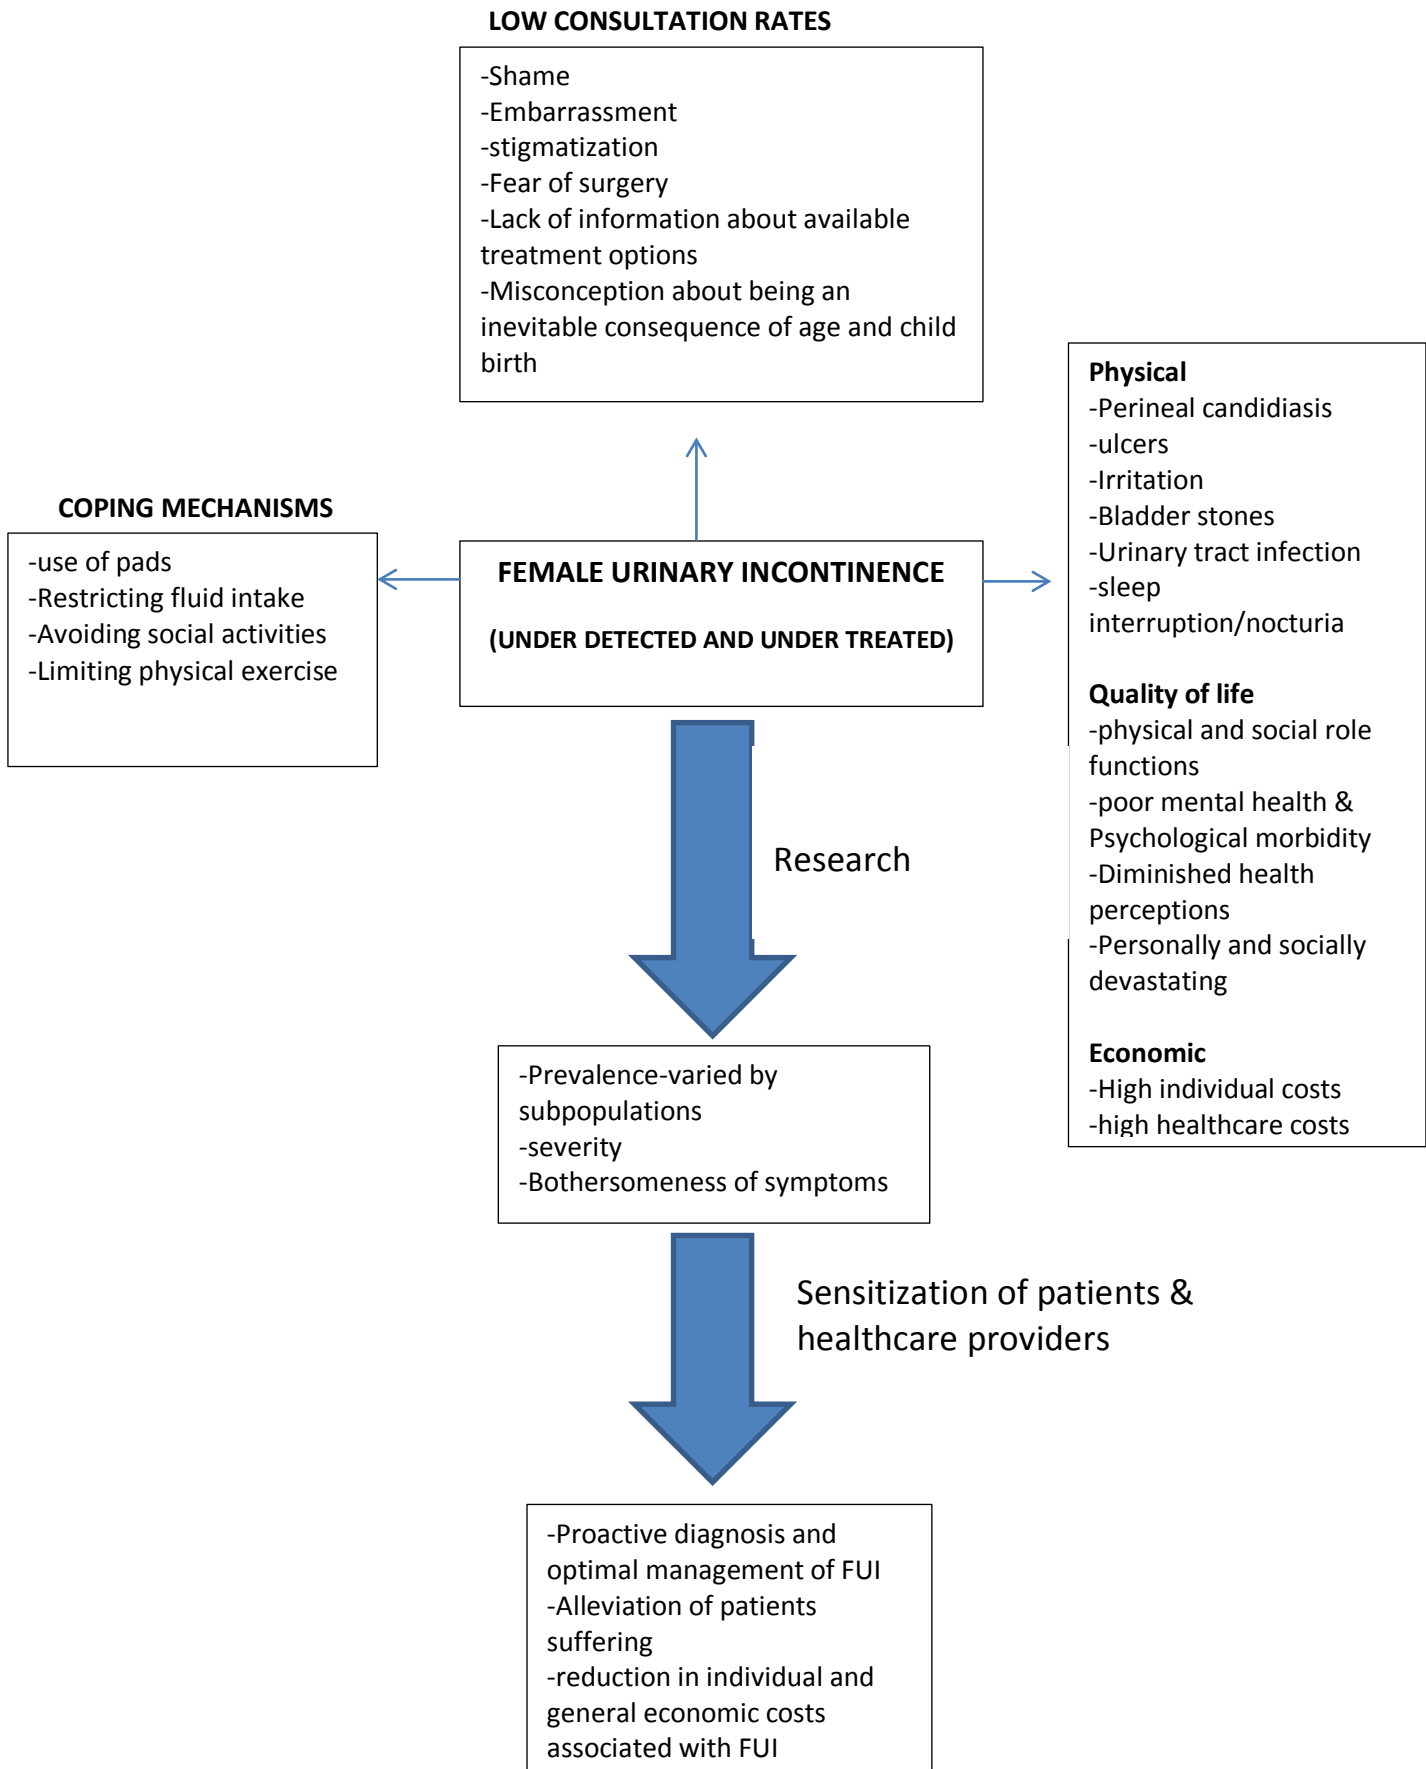 LOW CONSULTATION RATES
-Shame
-Embarrassment
-stigmatization
-Fear of surgery
-Lack of information about available
treatment options
-Misconception about being an
inevitable consequence of age and child
birth
COPING MECHANISMS
-use of pads
-Restricting fluid intake
-Avoiding social activities
-Limiting physical exercise
FEMALE URINARY INCONTINENCE
(UNDER DETECTED AND UNDER TREATED)
Physical
-Perineal candidiasis
-ulcers
-Irritation
-Bladder stones
-Urinary tract infection
-sleep
interruption/nocturia
Quality of life
-physical and social role
functions
-poor mental health &
Psychological morbidity
-Diminished health
perceptions
-Personally and socially
devastating
Economic
-High individual costs
-high healthcare costs
Research
-Prevalence-varied by
subpopulations
-severity
-Bothersomeness of symptoms
Sensitization of patients &
healthcare providers
-Proactive diagnosis and
optimal management of FUI
-Alleviation of patients
suffering
-reduction in individual and
general economic costs
associated with FUI